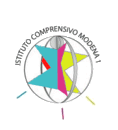 ISTITUTO COMPRENSIVO MODENA 1